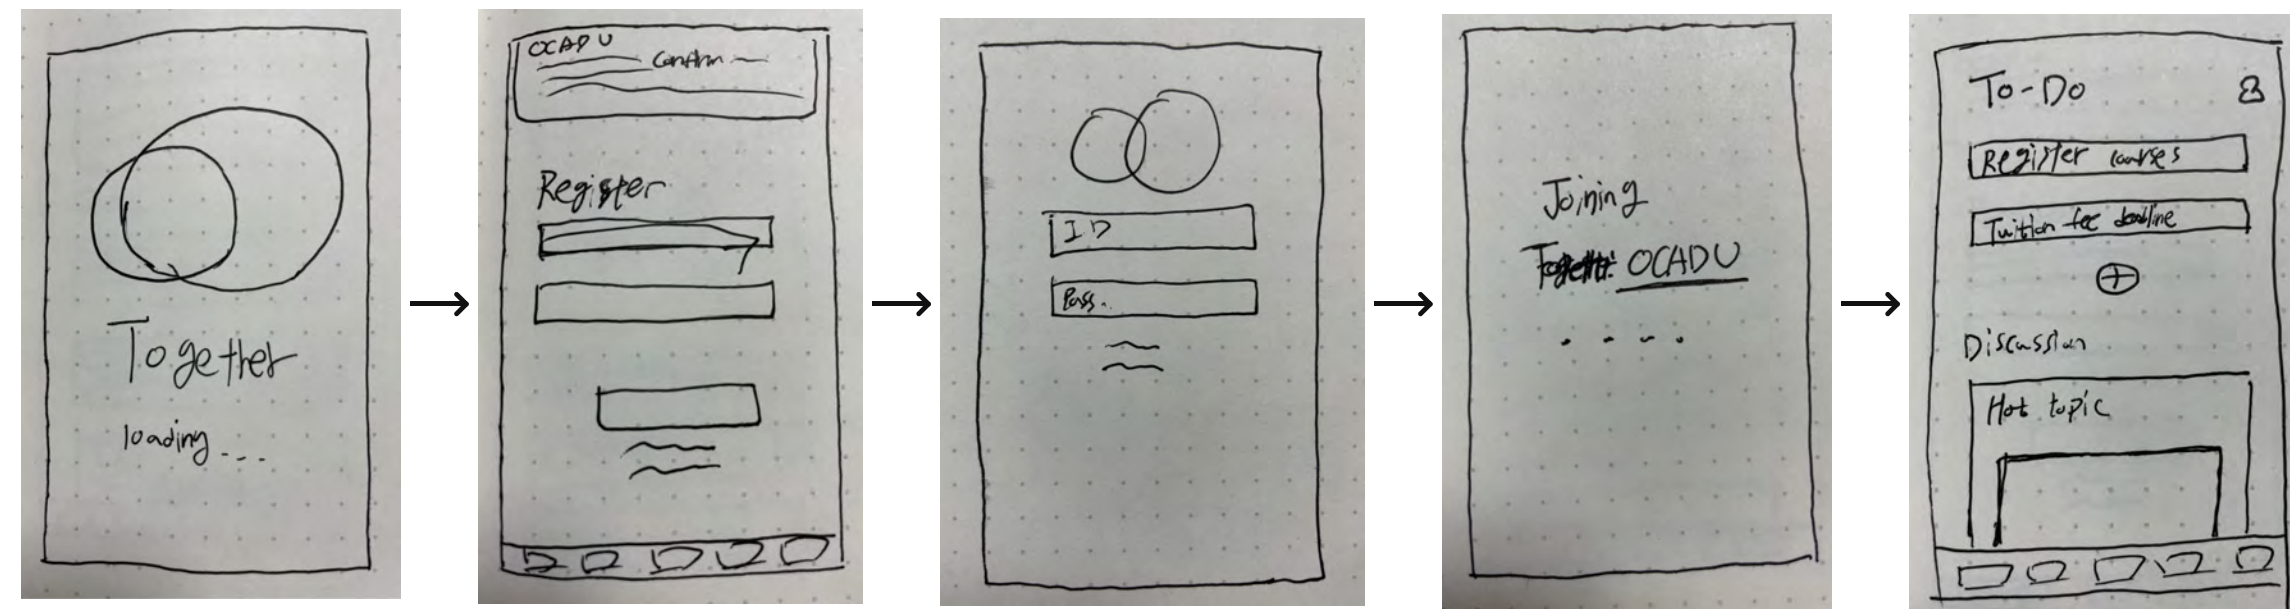 Together
loading...
OCADU
Confirm
Register
ID
Pass.
Joining
OCADU
....
To-Do
Register courses
Tuition fee deadline
Discussion
Hot topic